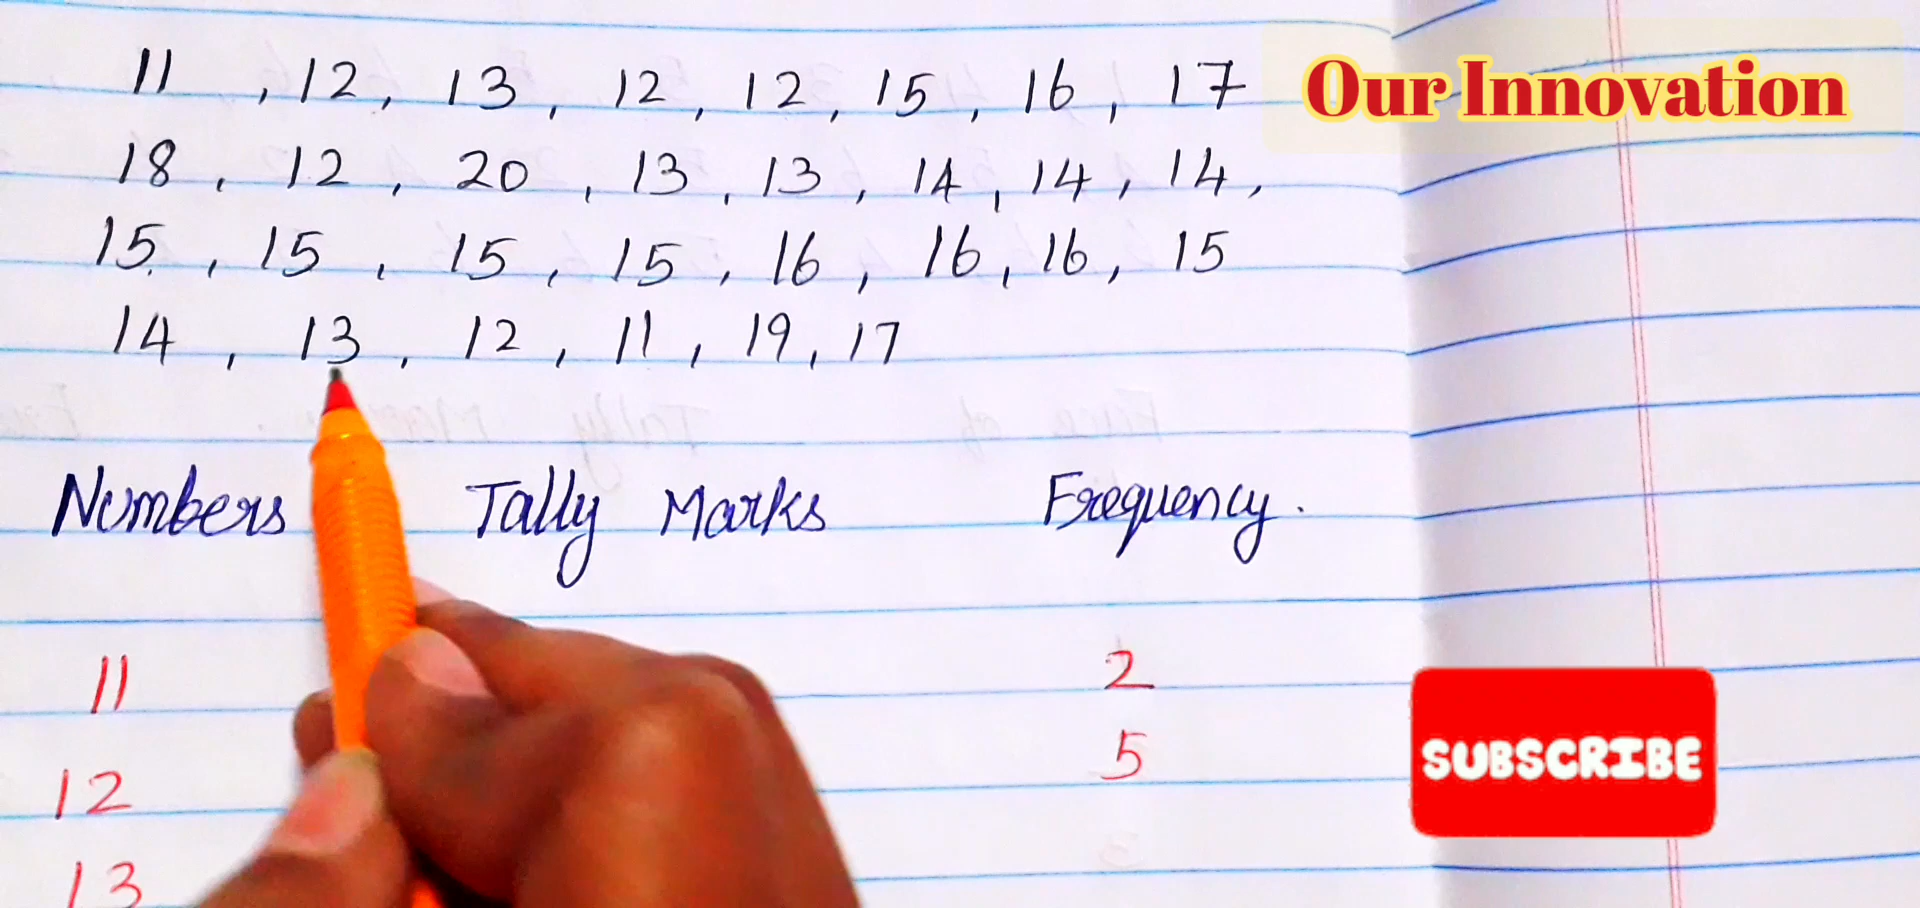 11 , 12, 13, 12, 12, 15, 16, 17
Our Innovation
18, 12, 20, 13, 13, 14, 14, 14,
15, 15, 15, 15, 16, 16, 16, 15
14, 13, 12, 11, 19, 17
Numbers Tally Marks Frequency.
11 2
12 5
SUBSCRIBE
13